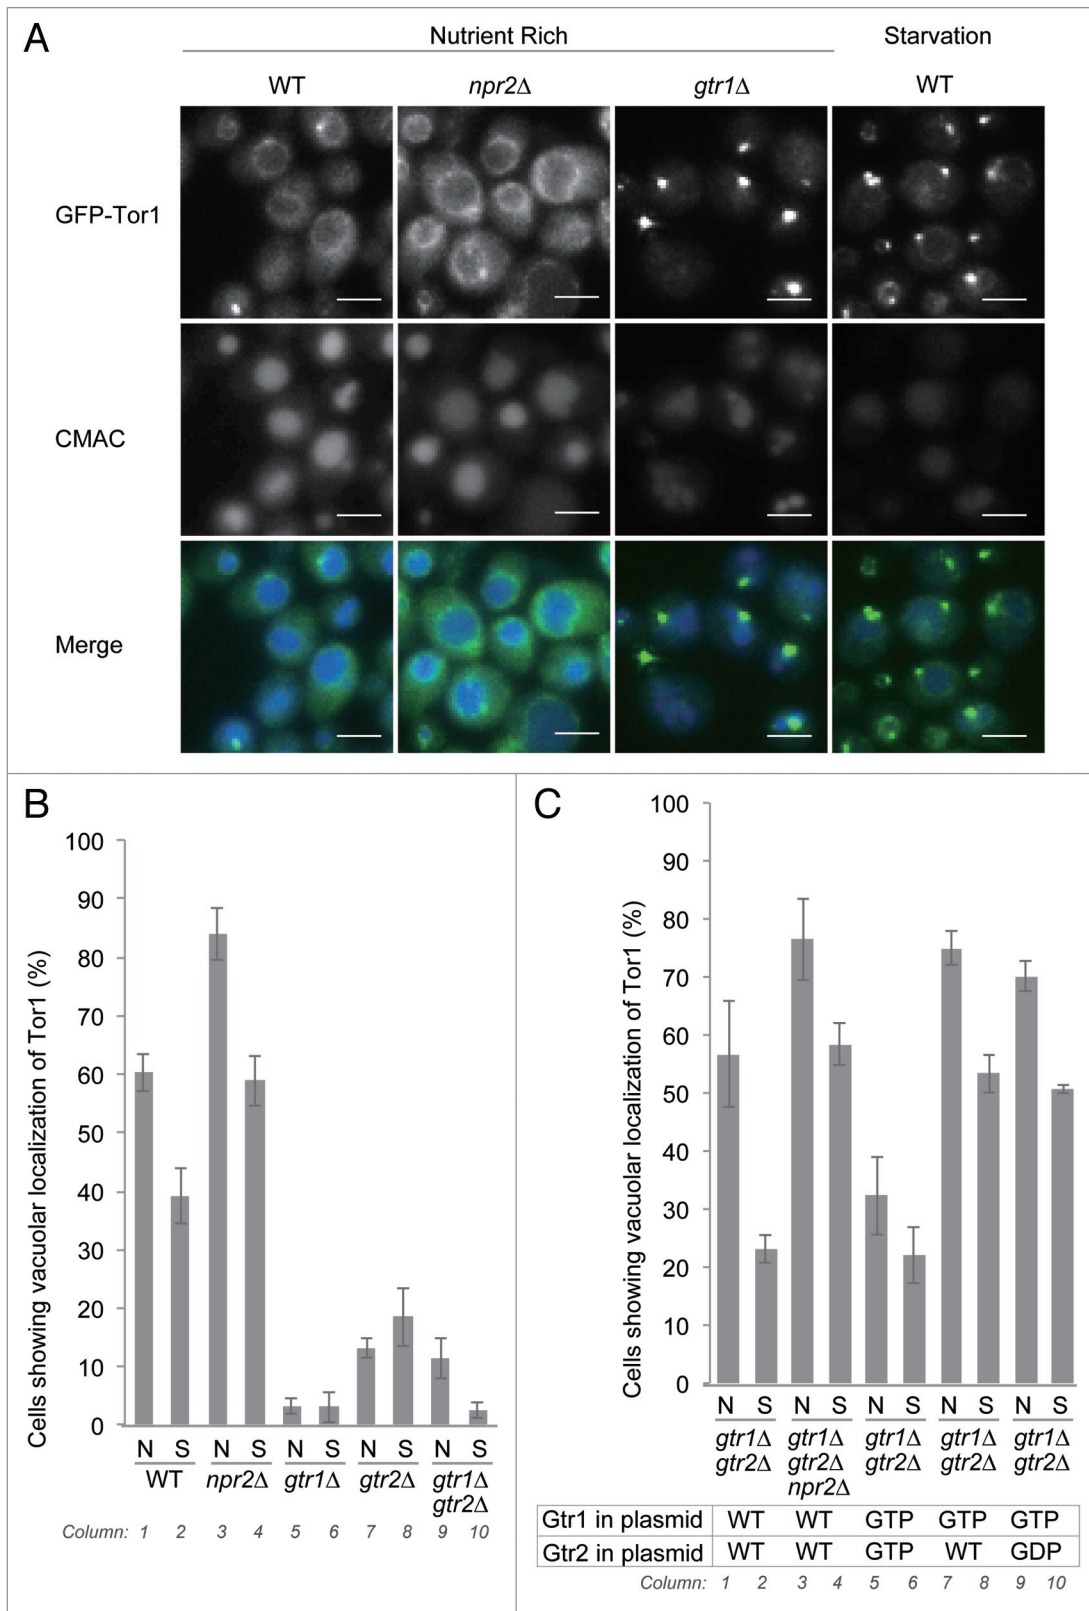 A
Nutrient Rich
Starvation
WT
npr2Δ
gtr1Δ
WT
GFP-Tor1
CMAC
Merge
B
Cells showing vacuolar localization of Tor1 (%)
100
90
80
70
60
50
40
30
20
10
0
N S N S N S N S N S
WT npr2Δ gtr1Δ gtr2Δ gtr1Δ
gtr2Δ
Column: 1 2 3 4 5 6 7 8 9 10
C
Cells showing vacuolar localization of Tor1 (%)
100
90
80
70
60
50
40
30
20
10
0
N S N S N S N S N S
gtr1Δ gtr1Δ gtr1Δ gtr1Δ gtr1Δ
gtr2Δ gtr2Δ gtr2Δ gtr2Δ gtr2Δ
npr2Δ
Gtr1 in plasmid WT WT GTP GTP GTP
Gtr2 in plasmid WT WT GTP WT GDP
Column: 1 2 3 4 5 6 7 8 9 10